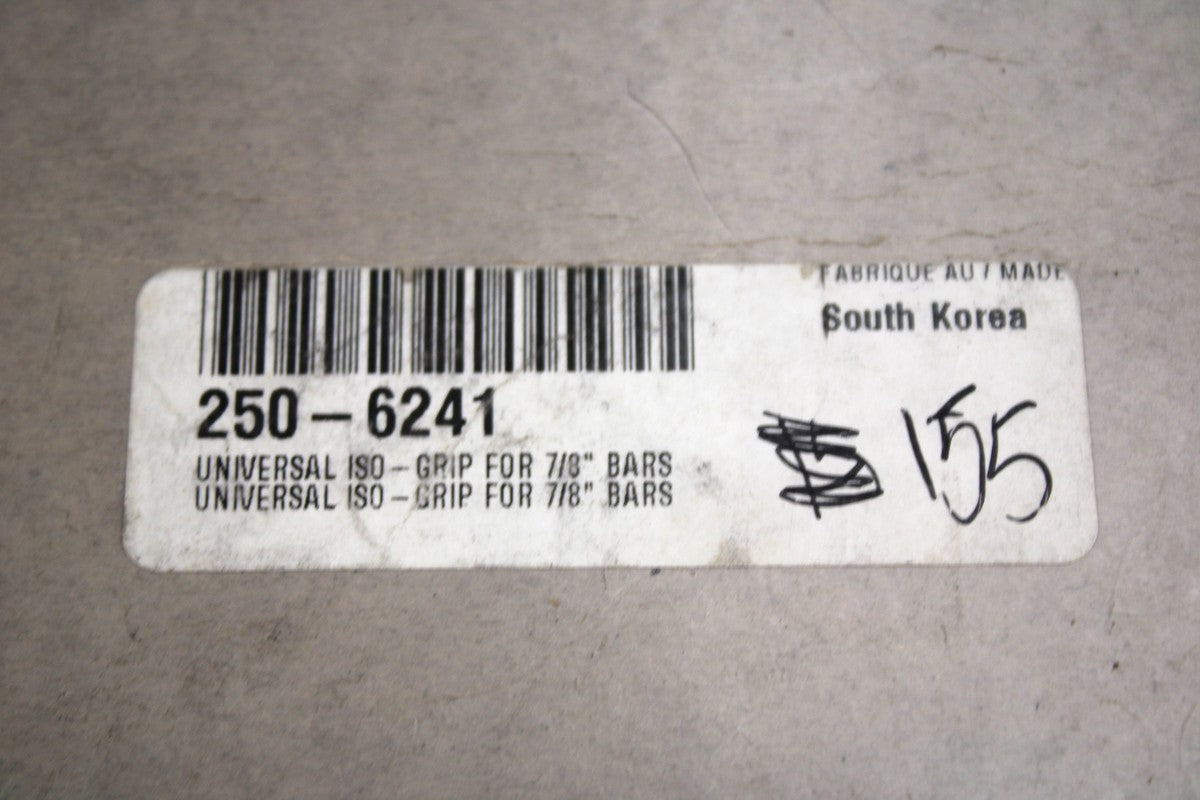 FABRIQUE AU / MADE
South Korea
250-6241
UNIVERSAL ISO-GRIP FOR 7/8" BARS
UNIVERSAL ISO-GRIP FOR 7/8" BARS
$ 155